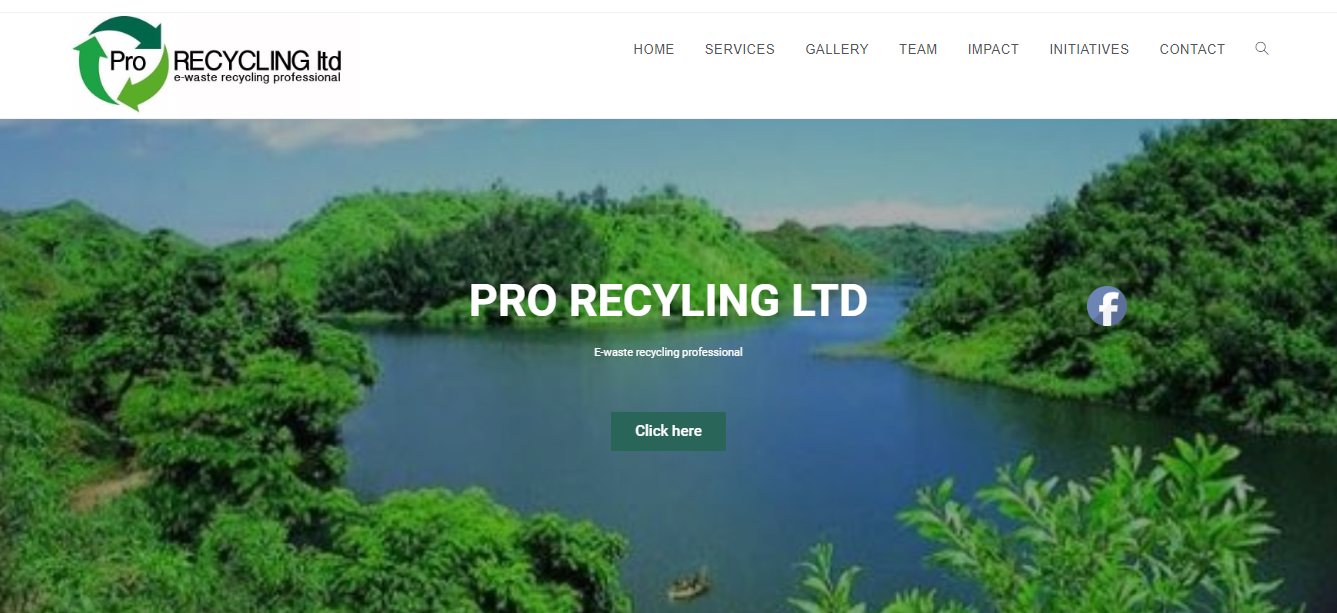 Pro RECYCLING ltd
e-waste recycling professional
HOME SERVICES GALLERY TEAM IMPACT INITIATIVES CONTACT
PRO RECYLING LTD
E-waste recycling professional
Click here